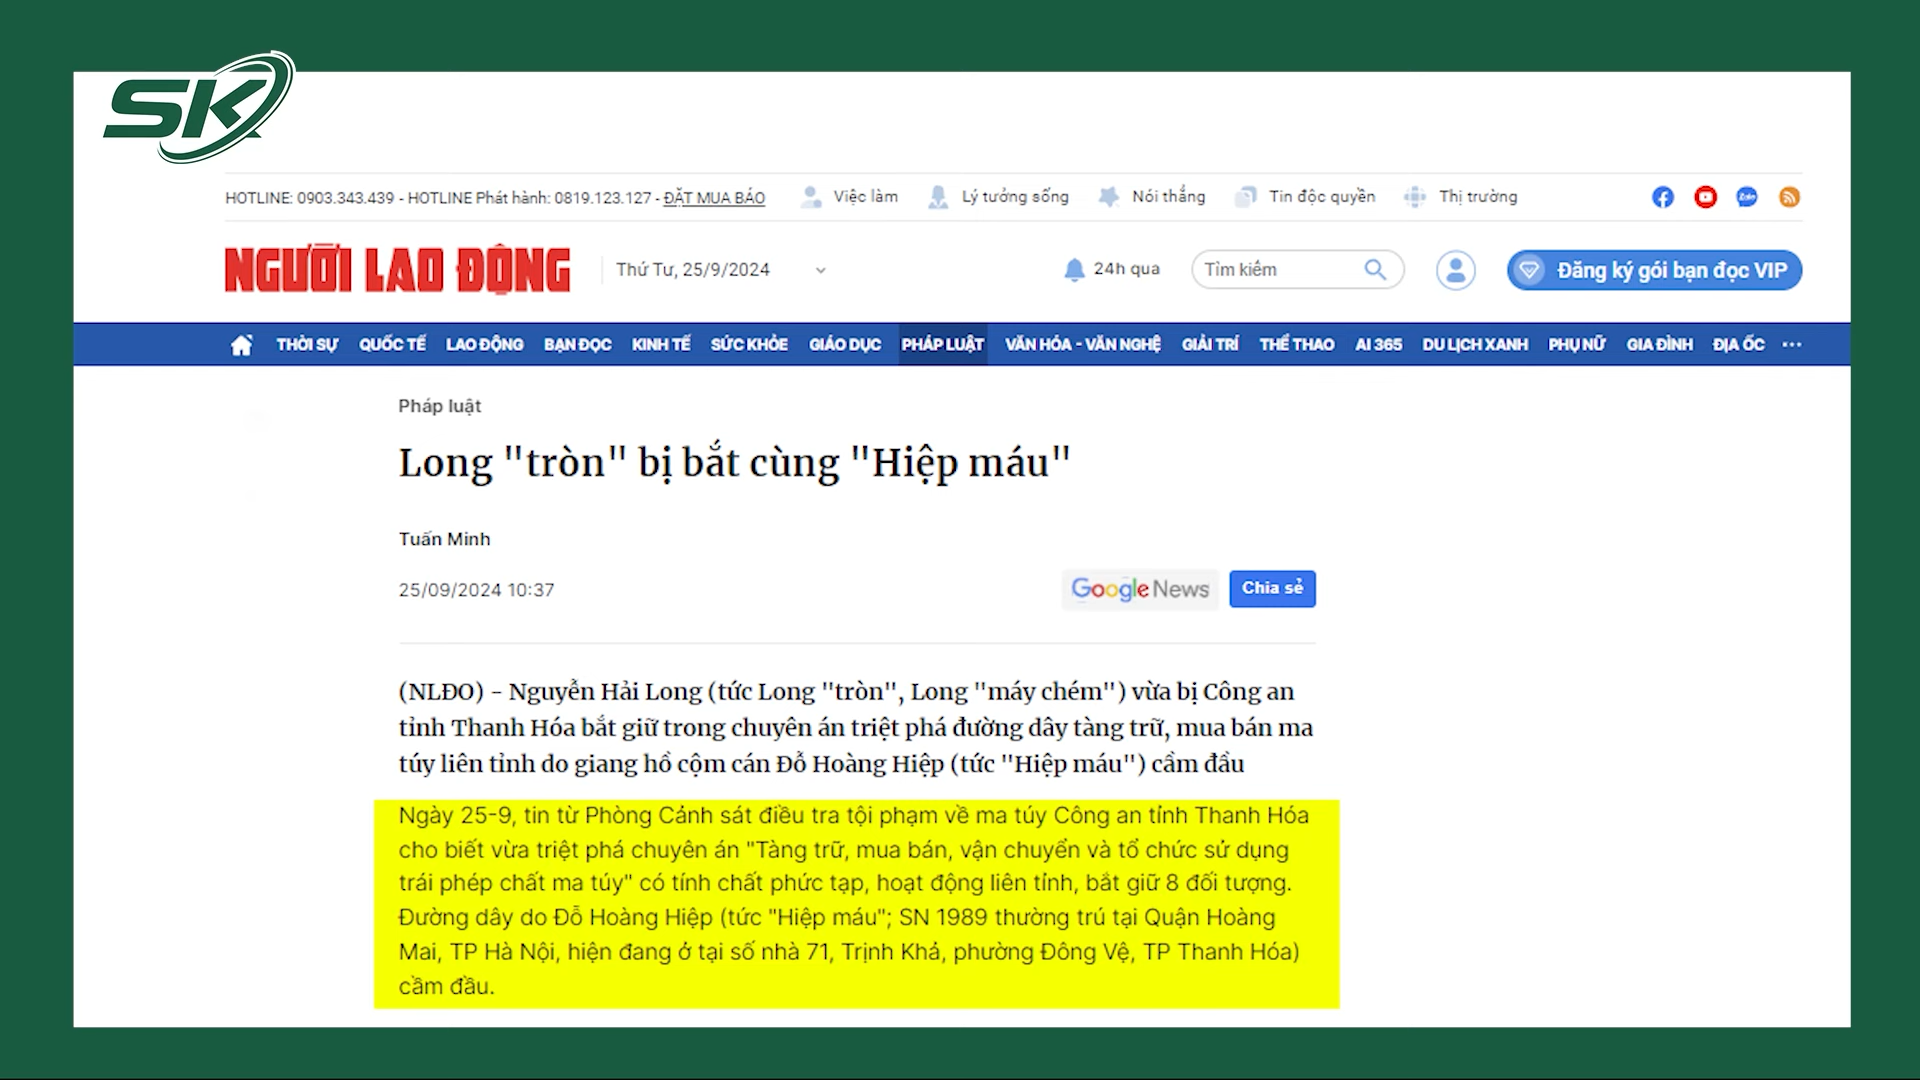 SK
HOTLINE: 0903.343.439 - HOTLINE Phát hành: 0819.123.127 - ĐẶT MUA BÁO
Việc làm
Lý tưởng sống
Nói thẳng
Tin độc quyền
Thị trường
Zalo
NGƯỜI LAO ĐỘNG
Thứ Tư, 25/9/2024
24h qua
Tìm kiếm
Đăng ký gói bạn đọc VIP
THỜI SỰ QUỐC TẾ LAO ĐỘNG BẠN ĐỌC KINH TẾ SỨC KHỎE GIÁO DỤC PHÁP LUẬT VĂN HÓA - VĂN NGHỆ GIẢI TRÍ THỂ THAO AI 365 DU LỊCH XANH PHỤ NỮ GIA ĐÌNH ĐỊA ỐC ...
Pháp luật
Long "tròn" bị bắt cùng "Hiệp máu"
Tuấn Minh
25/09/2024 10:37
Google News
Chia sẻ
(NLĐO) - Nguyễn Hải Long (tức Long "tròn", Long "máy chém") vừa bị Công an
tỉnh Thanh Hóa bắt giữ trong chuyên án triệt phá đường dây tàng trữ, mua bán ma
túy liên tỉnh do giang hồ cộm cán Đỗ Hoàng Hiệp (tức "Hiệp máu") cầm đầu
Ngày 25-9, tin từ Phòng Cảnh sát điều tra tội phạm về ma túy Công an tỉnh Thanh Hóa
cho biết vừa triệt phá chuyên án "Tàng trữ, mua bán, vận chuyển và tổ chức sử dụng
trái phép chất ma túy" có tính chất phức tạp, hoạt động liên tỉnh, bắt giữ 8 đối tượng.
Đường dây do Đỗ Hoàng Hiệp (tức "Hiệp máu"; SN 1989 thường trú tại Quận Hoàng
Mai, TP Hà Nội, hiện đang ở tại số nhà 71, Trịnh Khả, phường Đông Vệ, TP Thanh Hóa)
cầm đầu.